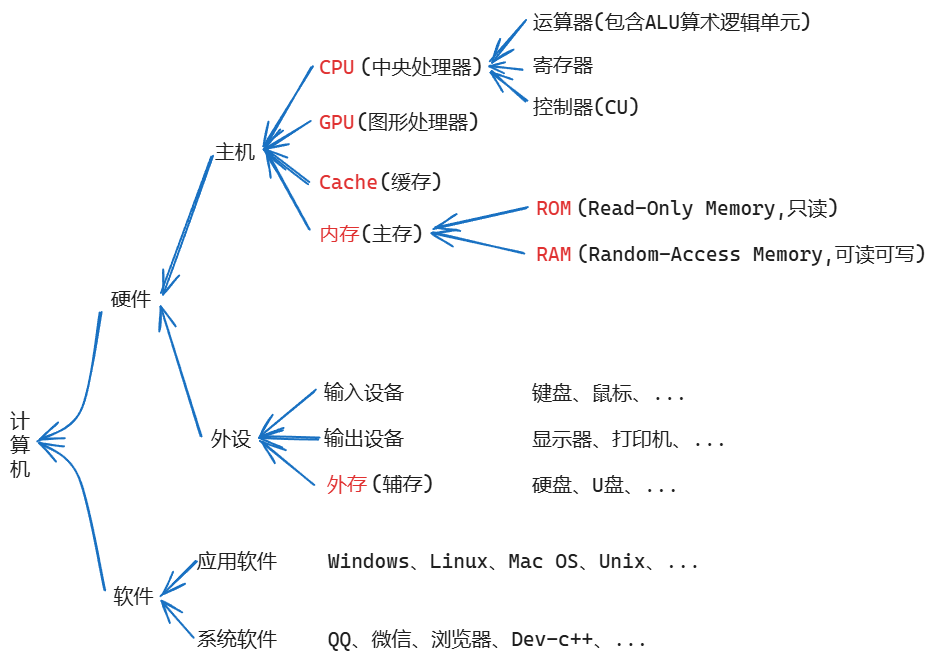 运算器(包含ALU算术逻辑单元)
CPU(中央处理器)
寄存器
控制器(CU)
GPU(图形处理器)
主机
Cache(缓存)
ROM(Read-Only Memory,只读)
内存(主存)
RAM(Random-Access Memory,可读可写)
硬件
输入设备 键盘、鼠标、...
计算机
外设
输出设备 显示器、打印机、...
外存(辅存) 硬盘、U盘、...
应用软件 Windows、Linux、Mac OS、Unix、...
软件
系统软件 QQ、微信、浏览器、Dev-c++、...